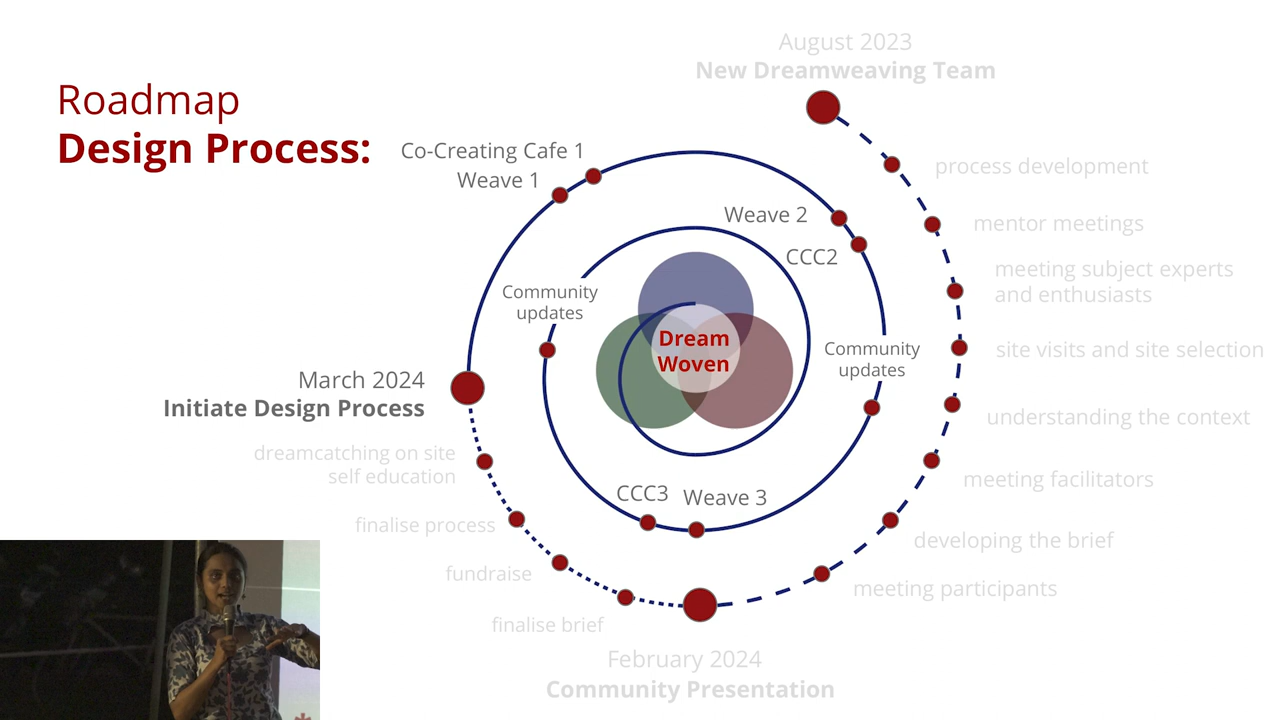 Roadmap
Design Process:
August 2023
New Dreamweaving Team
process development
mentor meetings
meeting subject experts
and enthusiasts
site visits and site selection
understanding the context
meeting facilitators
developing the brief
meeting participants
February 2024
Community Presentation
finalise brief
fundraise
finalise process
dreamcatching on site
self education
March 2024
Initiate Design Process
Weave 1
Co-Creating Cafe 1
Weave 2
CCC2
Community
updates
Weave 3
CCC3
Community
updates
Dream
Woven